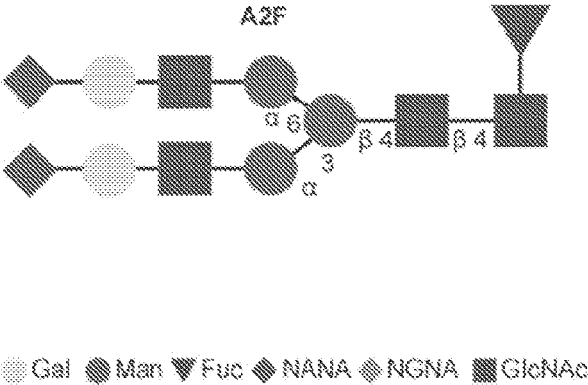 A2F
α 6
β 4 β 4
3
α
Gal Man Fuc NANA NGNA GlcNAc